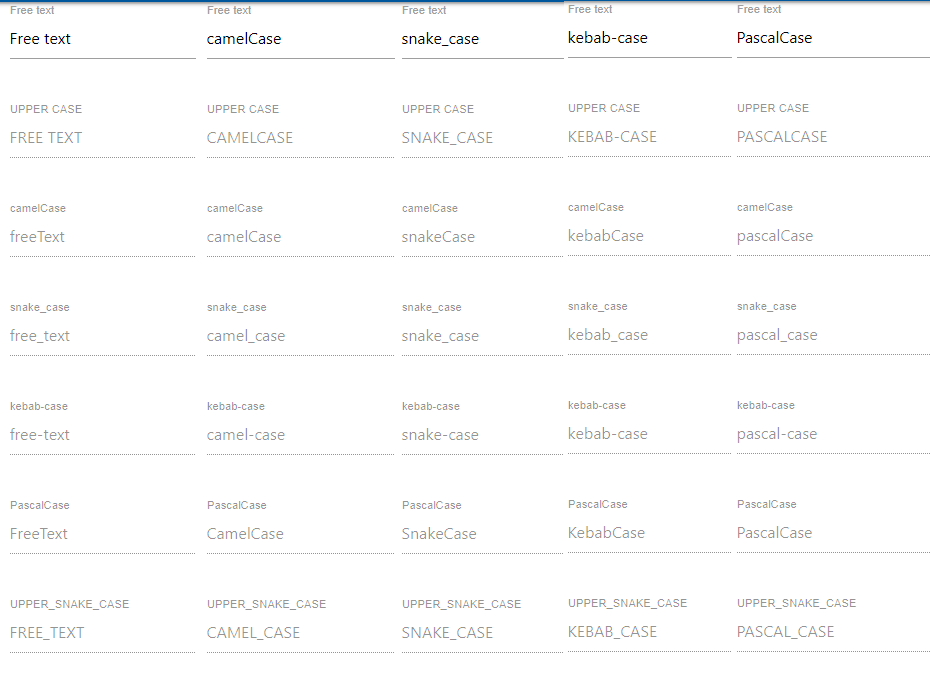 Free text Free text Free text Free text Free text
Free text camelCase snake_case kebab-case PascalCase
UPPER CASE UPPER CASE UPPER CASE UPPER CASE UPPER CASE
FREE TEXT CAMELCASE SNAKE_CASE KEBAB-CASE PASCALCASE
camelCase camelCase camelCase camelCase camelCase
freeText camelCase snakeCase kebabCase pascalCase
snake_case snake_case snake_case snake_case snake_case
free_text camel_case snake_case kebab_case pascal_case
kebab-case kebab-case kebab-case kebab-case kebab-case
free-text camel-case snake-case kebab-case pascal-case
PascalCase PascalCase PascalCase PascalCase PascalCase
FreeText CamelCase SnakeCase KebabCase PascalCase
UPPER_SNAKE_CASE UPPER_SNAKE_CASE UPPER_SNAKE_CASE UPPER_SNAKE_CASE UPPER_SNAKE_CASE
FREE_TEXT CAMEL_CASE SNAKE_CASE KEBAB_CASE PASCAL_CASE